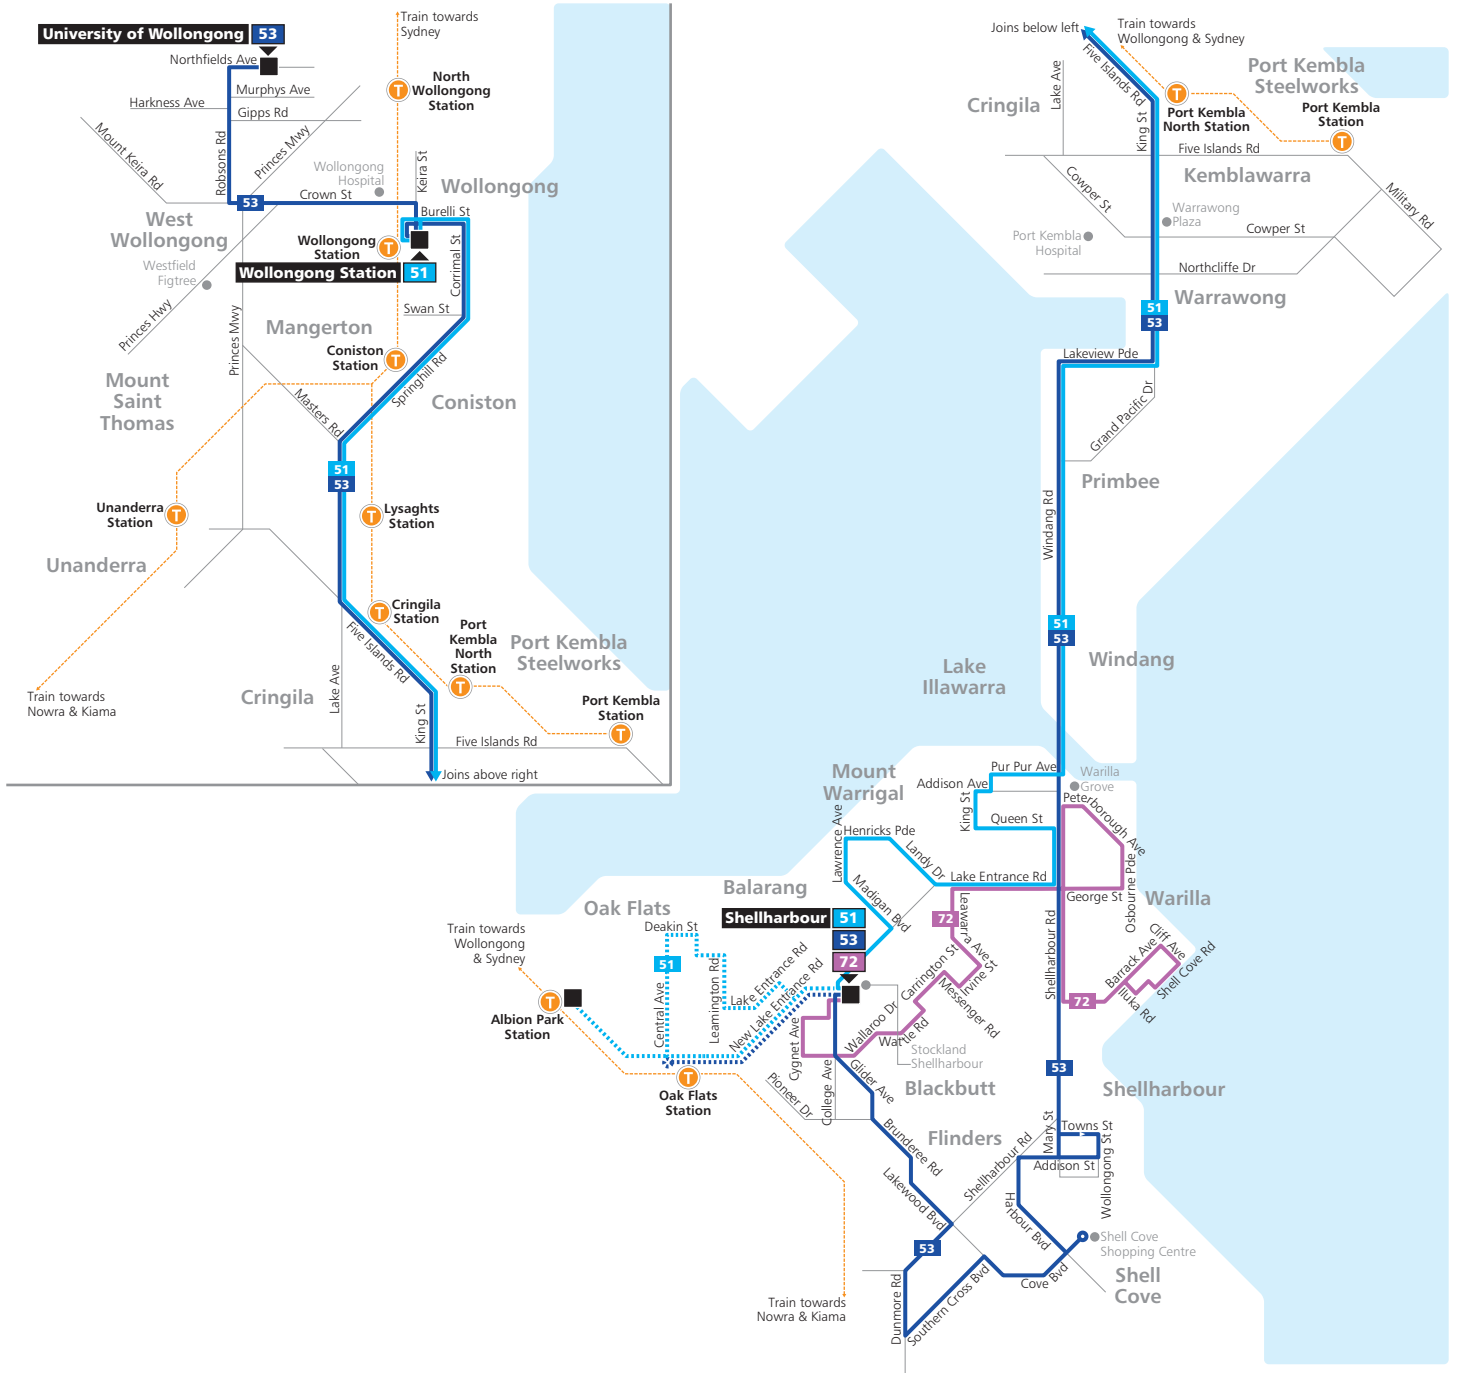 Train towards
Sydney
University of Wollongong 53
Northfields Ave
Murphys Ave
Harkness Ave
Gipps Rd
Mount Keira Rd
Robsons Rd
Princes Mwy
North
Wollongong
Station
Wollongong
Hospital
Keira St
Wollongong
Crown St
53
Burelli St
West
Wollongong
Wollongong
Station
Wollongong Station 51
Corrimal St
Westfield
Figtree
Princes Hwy
Princes Mwy
Swan St
Mangerton
Coniston
Station
Springhill Rd
Mount
Saint
Thomas
Masters Rd
Coniston
51
53
Unanderra
Station
Lysaghts
Station
Unanderra
Cringila
Station
Five Islands Rd
Port
Kembla
North
Station
Port Kembla
Steelworks
Train towards
Nowra & Kiama
Cringila
Lake Ave
King St
Port Kembla
Station
Five Islands Rd
Joins above right
Joins below left
Train towards
Wollongong & Sydney
Five Islands Rd
Port Kembla
Steelworks
Lake Ave
Cringila
King St
Port Kembla
North Station
Port Kembla
Station
Five Islands Rd
Kemblawarra
Cowper St
Military Rd
Warrawong
Plaza
Port Kembla
Hospital
Cowper St
Northcliffe Dr
Warrawong
51
53
Lakeview Pde
Grand Pacific Dr
Primbee
Windang Rd
51
53
Windang
Lake
Illawarra
Pur Pur Ave
Warilla
Grove
Mount
Warrigal
Addison Ave
King St
Queen St
Peterborough Ave
Lawrence Ave
Henricks Pde
Landy Dr
Lake Entrance Rd
Osbourne Pde
George St
Warilla
Balarang
Madigan Bvd
Oak Flats
Shellharbour 51
53
72
72
Leawarra Ave
Shellharbour Rd
Deakin St
Train towards
Wollongong
& Sydney
51
Central Ave
Leamington Rd
Lake Entrance Rd
New Lake Entrance Rd
Carrington St
Irvine St
Messenger Rd
Cliff Ave
Barrack Ave
Shell Cove Rd
Illuka Rd
72
Albion Park
Station
Cygnet Ave
Wallaroo Dr
Wattle Rd
Stockland
Shellharbour
Blackbutt
53
Shellharbour
Oak Flats
Station
Pioneer Dr
College Ave
Glider Ave
Brunderee Rd
Flinders
Mary St
Towns St
Shellharbour Rd
Addison St
Wollongong St
Lakewood Bvd
Harbour Bvd
53
Shell Cove
Shopping Centre
Cove Bvd
Shell
Cove
Train towards
Nowra & Kiama
Dunmore Rd
Southern Cross Bvd
T
T
T
T
T
T
T
T
T
T
T
T